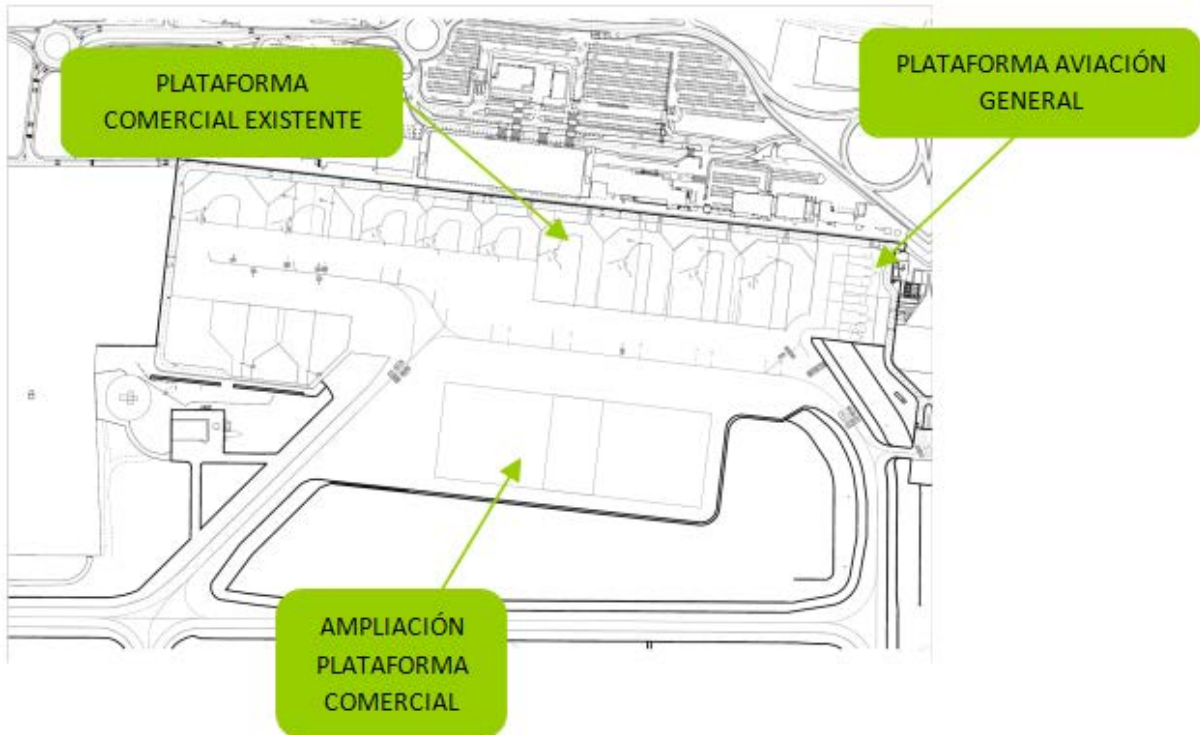 PLATAFORMA
COMERCIAL EXISTENTE
PLATAFORMA AVIACIÓN
GENERAL
AMPLIACIÓN
PLATAFORMA
COMERCIAL